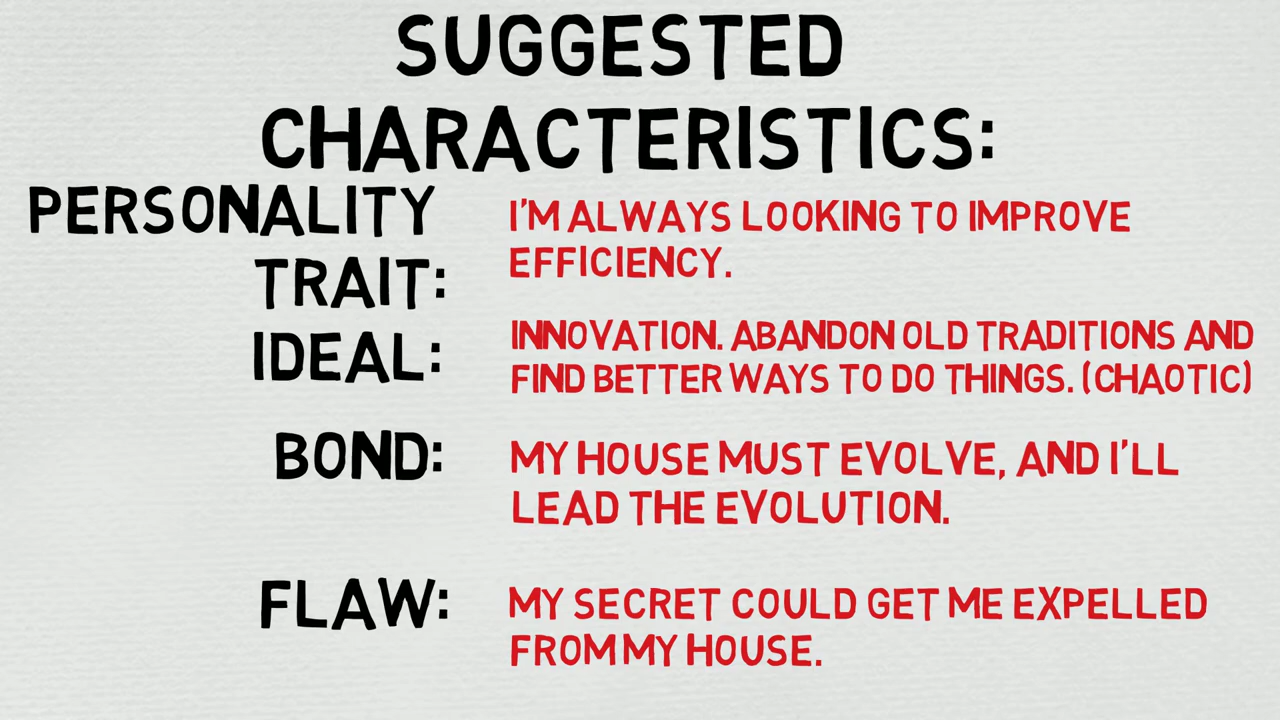 SUGGESTED
CHARACTERISTICS:
PERSONALITY
TRAIT:
I'M ALWAYS LOOKING TO IMPROVE
EFFICIENCY.
IDEAL:
INNOVATION. ABANDON OLD TRADITIONS AND
FIND BETTER WAYS TO DO THINGS. (CHAOTIC)
BOND:
MY HOUSE MUST EVOLVE, AND I'LL
LEAD THE EVOLUTION.
FLAW:
MY SECRET COULD GET ME EXPELLED
FROM MY HOUSE.